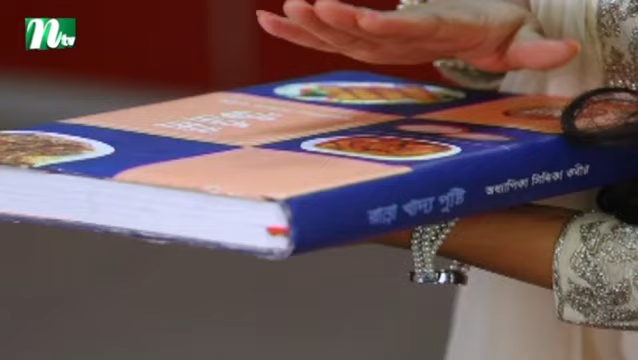 ntv
রান্না খাদ্য পুষ্টি
অধ্যাপিকা সিদ্দিকা কবীর